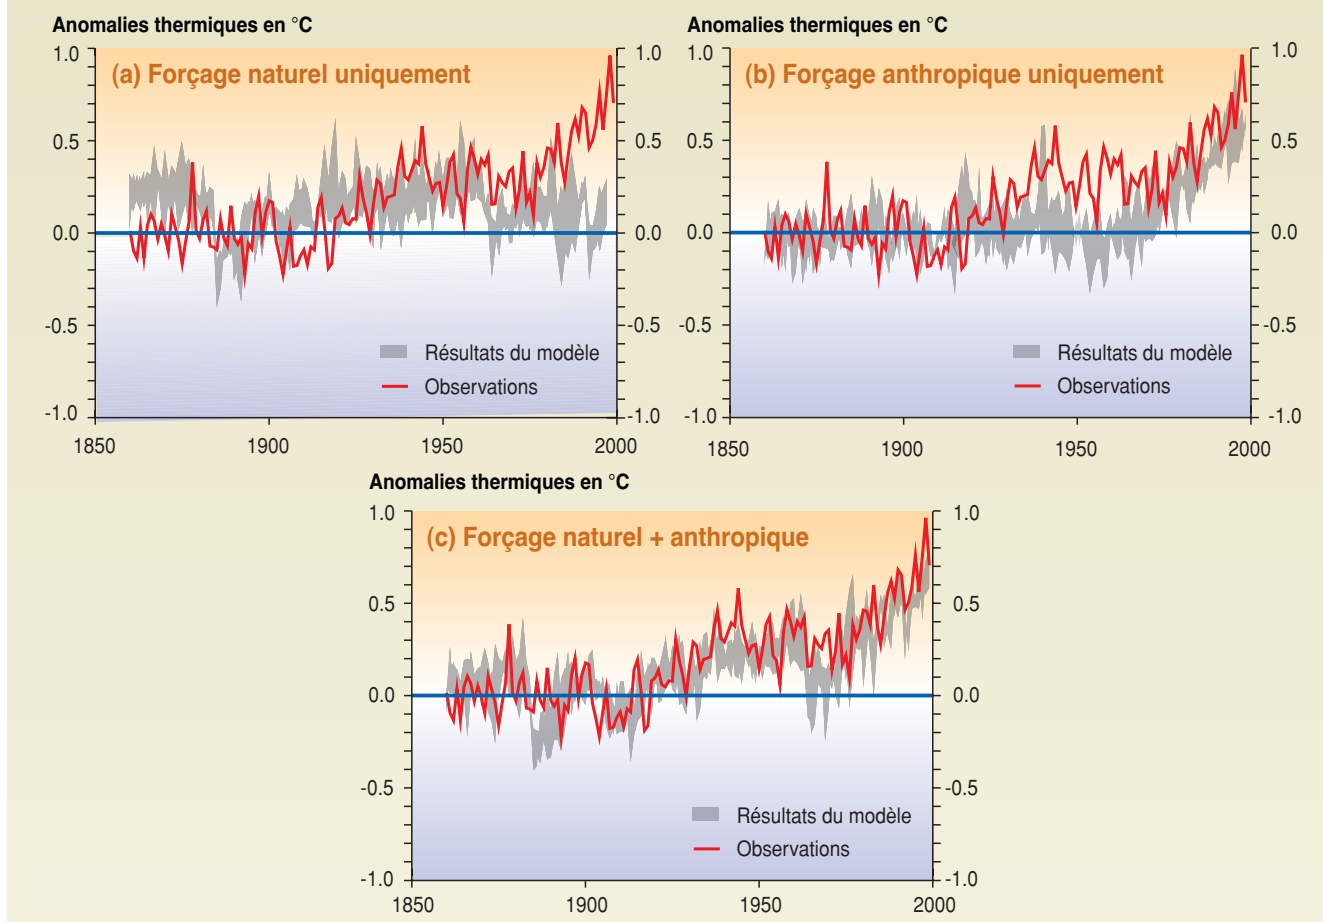 Anomalies thermiques en °C
1.0
0.5
0.0
-0.5
-1.0
(a) Forçage naturel uniquement
Résultats du modèle
Observations
1.0
0.5
0.0
-0.5
-1.0
1850 1900 1950 2000
Anomalies thermiques en °C
1.0
0.5
0.0
-0.5
-1.0
(b) Forçage anthropique uniquement
Résultats du modèle
Observations
1.0
0.5
0.0
-0.5
-1.0
1850 1900 1950 2000
Anomalies thermiques en °C
1.0
0.5
0.0
-0.5
-1.0
(c) Forçage naturel + anthropique
Résultats du modèle
Observations
1.0
0.5
0.0
-0.5
-1.0
1850 1900 1950 2000